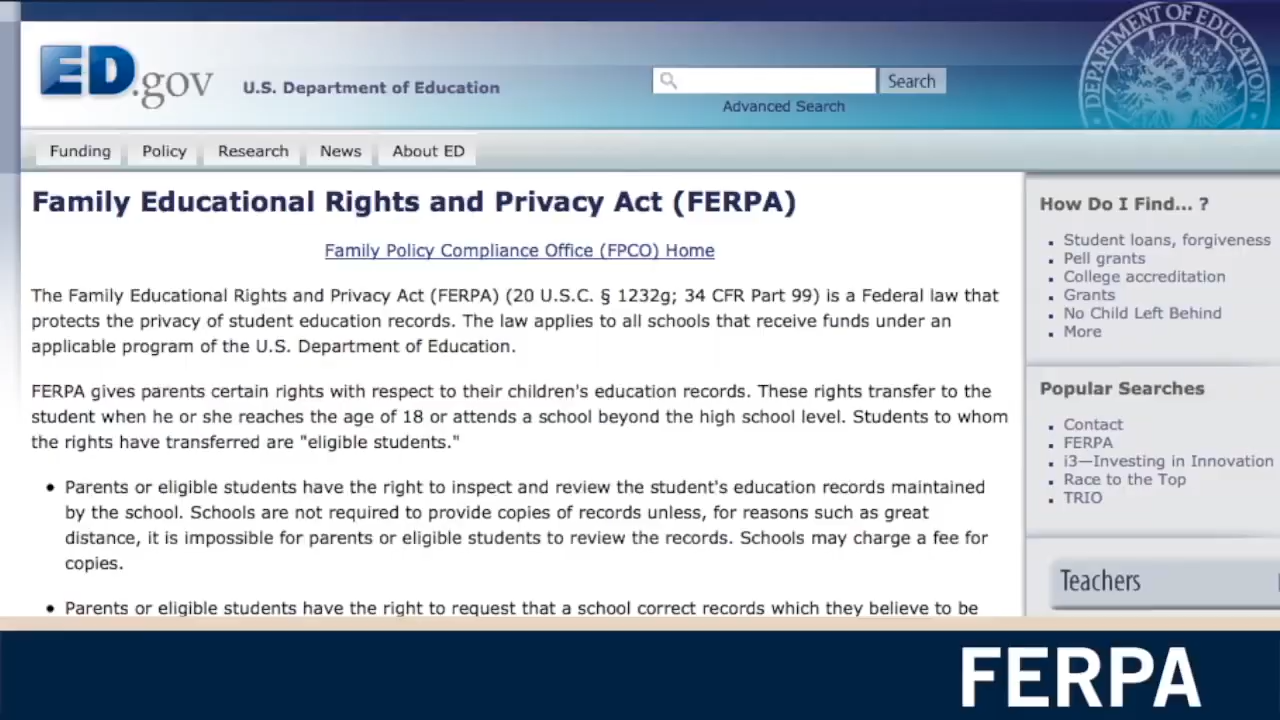 ED.gov
U.S. Department of Education
Search
Advanced Search
DEPARTMENT OF EDUCATION
Funding
Policy
Research
News
About ED
Family Educational Rights and Privacy Act (FERPA)
Family Policy Compliance Office (FPCO) Home
The Family Educational Rights and Privacy Act (FERPA) (20 U.S.C. § 1232g; 34 CFR Part 99) is a Federal law that
protects the privacy of student education records. The law applies to all schools that receive funds under an
applicable program of the U.S. Department of Education.
FERPA gives parents certain rights with respect to their children's education records. These rights transfer to the
student when he or she reaches the age of 18 or attends a school beyond the high school level. Students to whom
the rights have transferred are "eligible students."
• Parents or eligible students have the right to inspect and review the student's education records maintained
by the school. Schools are not required to provide copies of records unless, for reasons such as great
distance, it is impossible for parents or eligible students to review the records. Schools may charge a fee for
copies.
• Parents or eligible students have the right to request that a school correct records which they believe to be
How Do I Find... ?
Student loans, forgiveness
Pell grants
College accreditation
Grants
No Child Left Behind
More
Popular Searches
Contact
FERPA
i3—Investing in Innovation
Race to the Top
TRIO
Teachers
FERPA